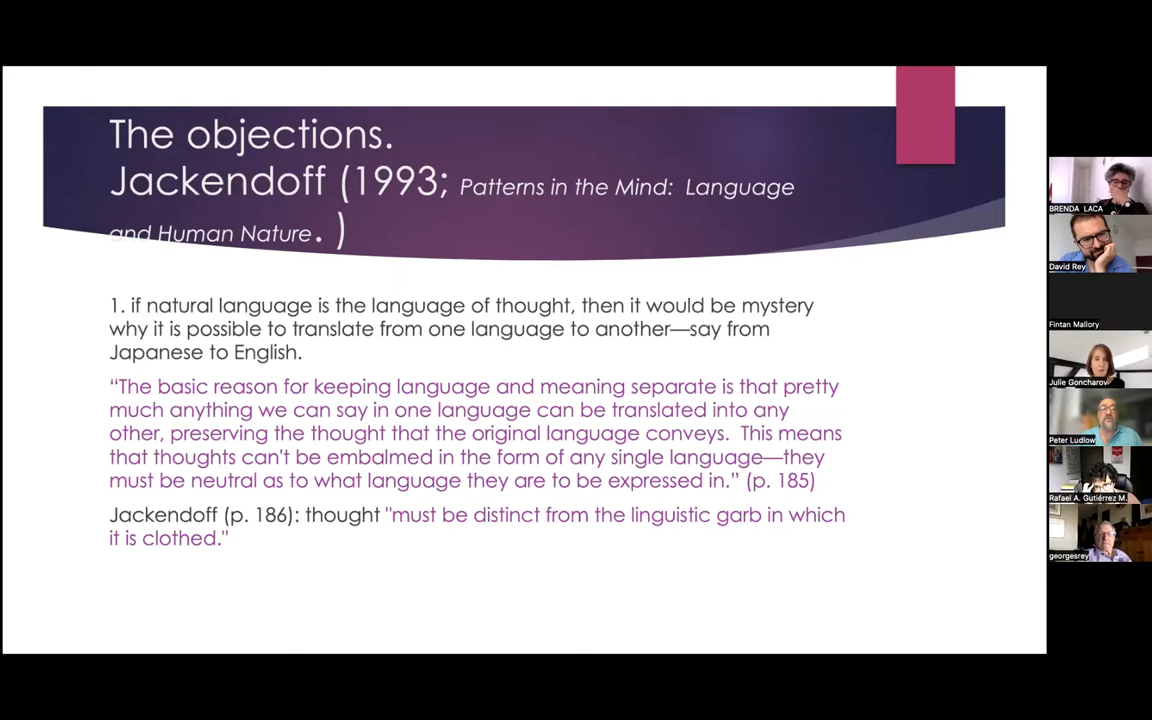 The objections.
Jackendoff (1993; Patterns in the Mind: Language
and Human Nature. )
1. if natural language is the language of thought, then it would be mystery
why it is possible to translate from one language to another—say from
Japanese to English.
“The basic reason for keeping language and meaning separate is that pretty
much anything we can say in one language can be translated into any
other, preserving the thought that the original language conveys. This means
that thoughts can't be embalmed in the form of any single language—they
must be neutral as to what language they are to be expressed in.” (p. 185)
Jackendoff (p. 186): thought "must be distinct from the linguistic garb in which
it is clothed."
BRENDA LACA
David Rey
Fintan Mallory
Julie Goncharov
Peter Ludlow
Rafael A. Gutiérrez M.
georgesrey